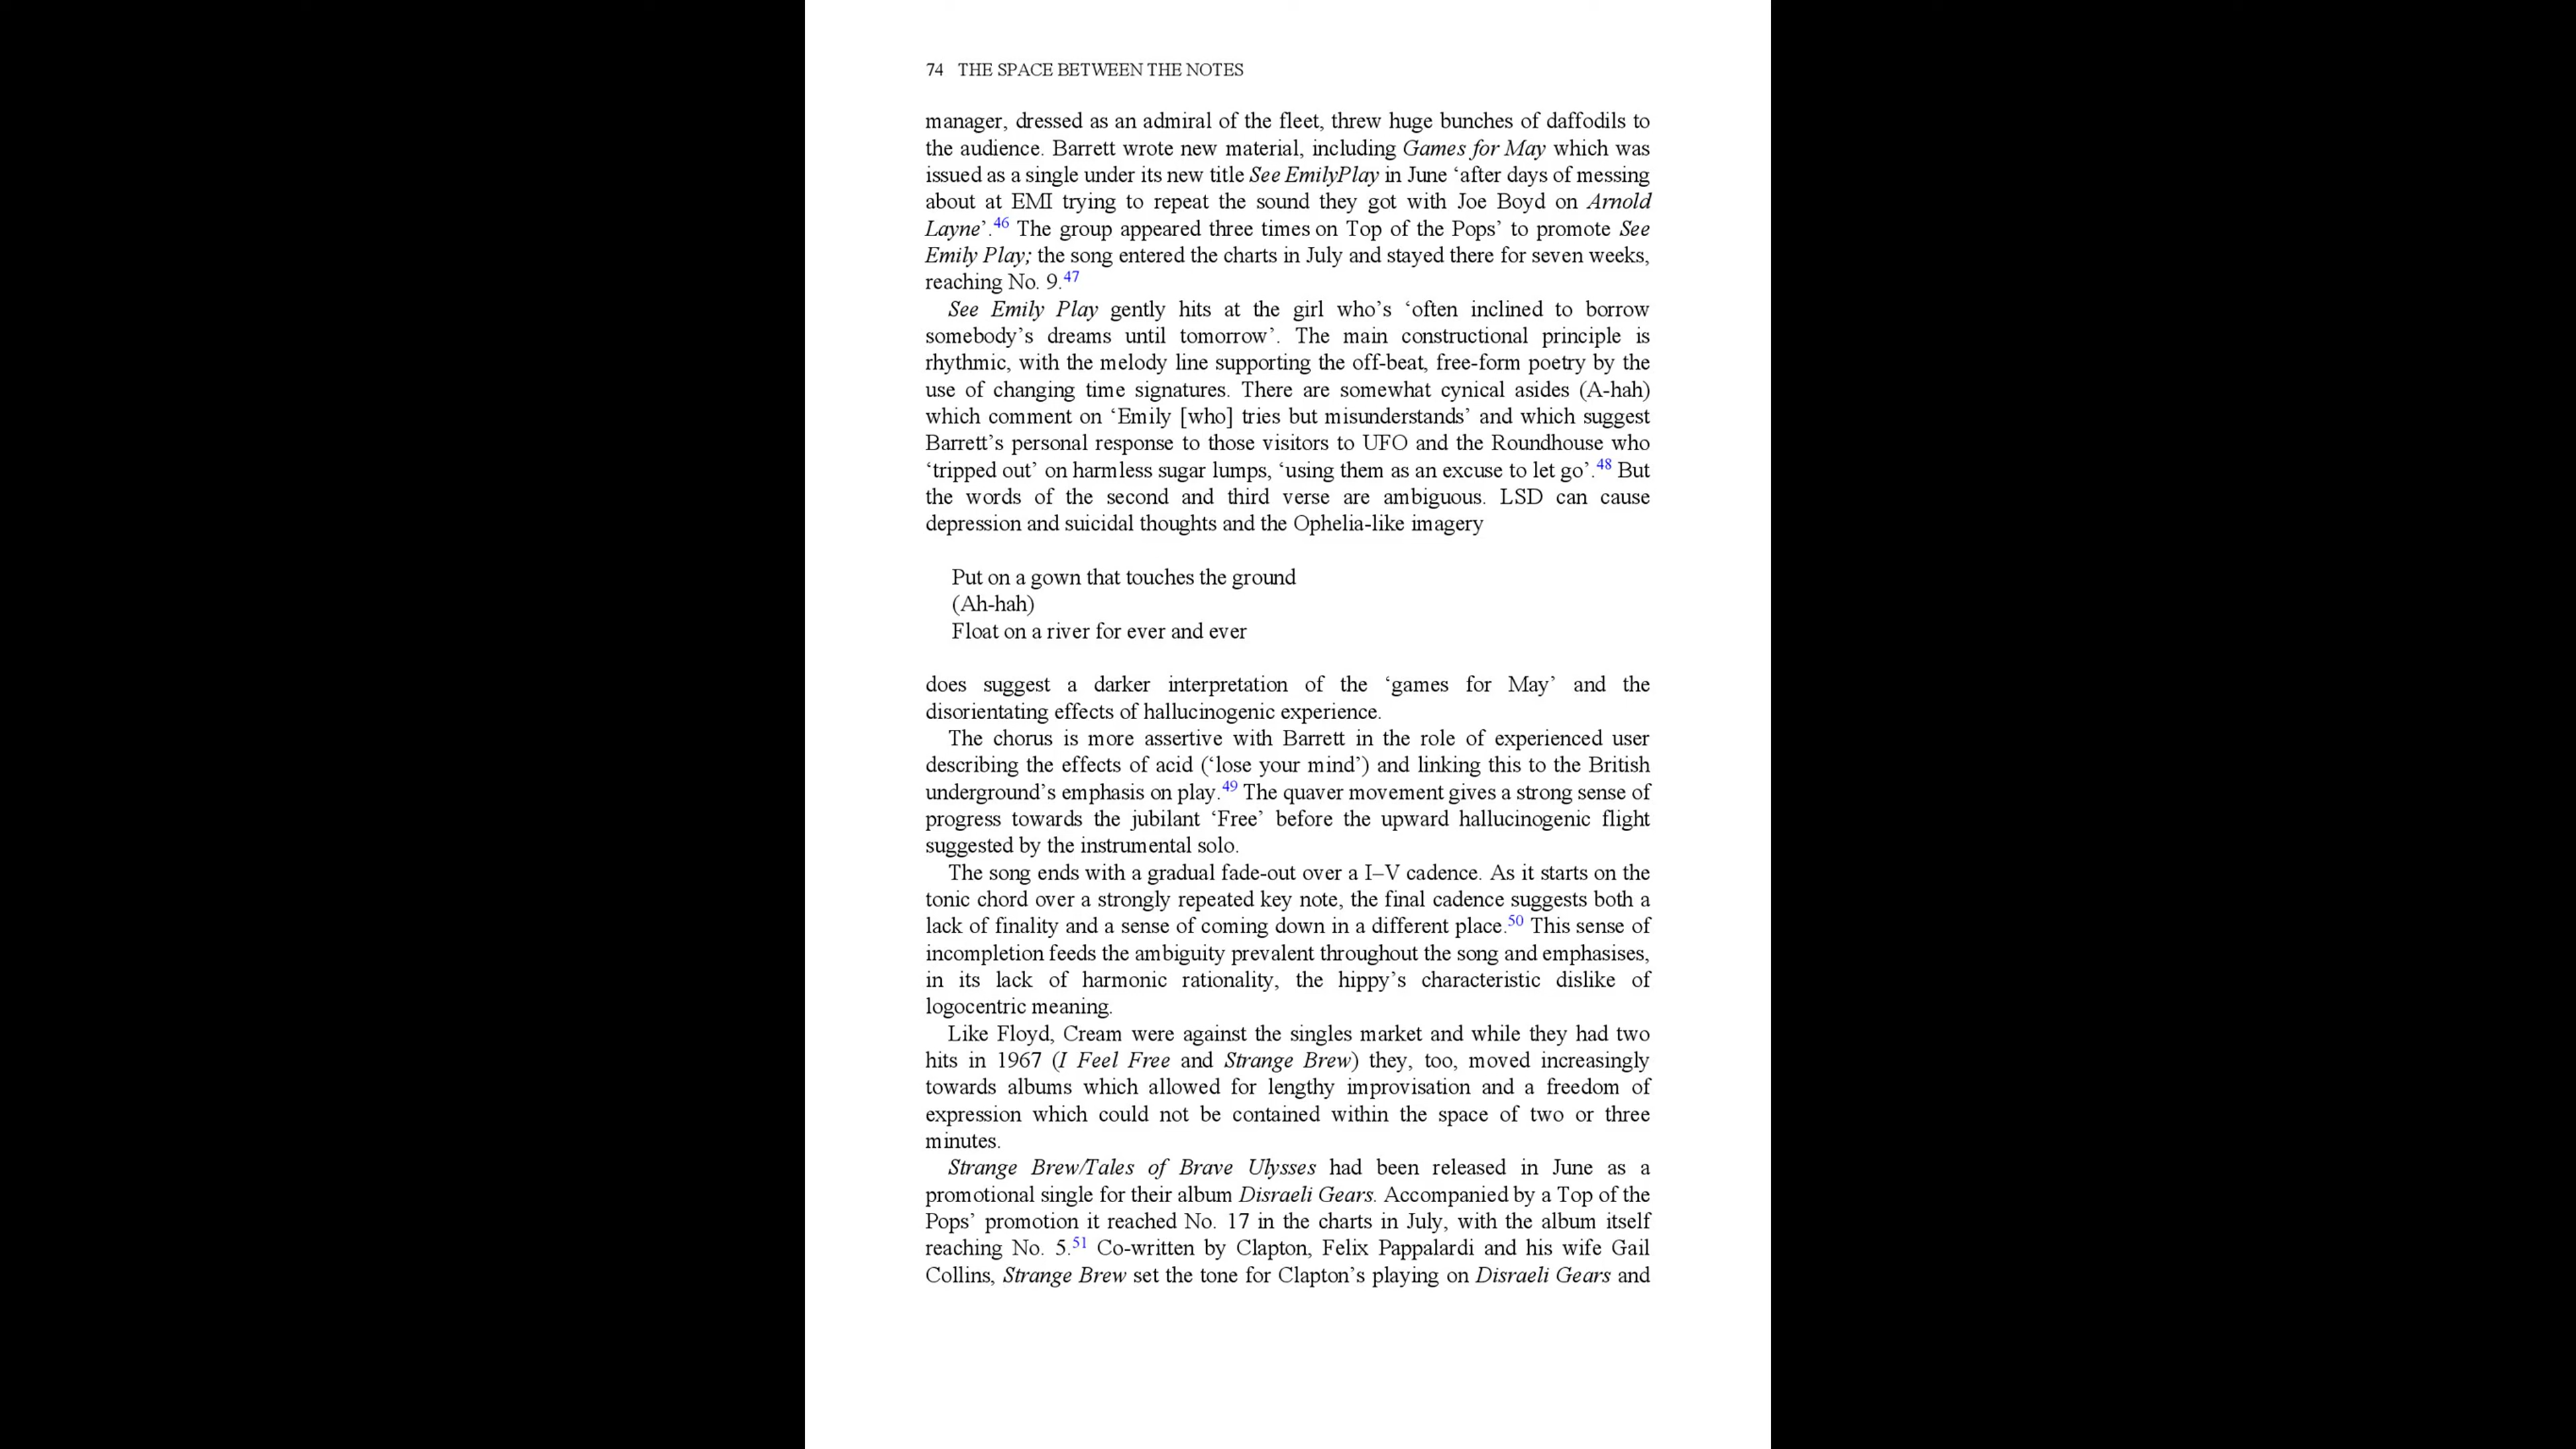 74 THE SPACE BETWEEN THE NOTES
manager, dressed as an admiral of the fleet, threw huge bunches of daffodils to
the audience. Barrett wrote new material, including Games for May which was
issued as a single under its new title See EmilyPlay in June ‘after days of messing
about at EMI trying to repeat the sound they got with Joe Boyd on Arnold
Layne’.46 The group appeared three times on Top of the Pops’ to promote See
Emily Play; the song entered the charts in July and stayed there for seven weeks,
reaching No. 9.47
See Emily Play gently hits at the girl who’s ‘often inclined to borrow
somebody’s dreams until tomorrow’. The main constructional principle is
rhythmic, with the melody line supporting the off-beat, free-form poetry by the
use of changing time signatures. There are somewhat cynical asides (A-hah)
which comment on ‘Emily [who] tries but misunderstands’ and which suggest
Barrett’s personal response to those visitors to UFO and the Roundhouse who
‘tripped out’ on harmless sugar lumps, ‘using them as an excuse to let go’.48 But
the words of the second and third verse are ambiguous. LSD can cause
depression and suicidal thoughts and the Ophelia-like imagery
Put on a gown that touches the ground
(Ah-hah)
Float on a river for ever and ever
does suggest a darker interpretation of the ‘games for May’ and the
disorientating effects of hallucinogenic experience.
The chorus is more assertive with Barrett in the role of experienced user
describing the effects of acid (‘lose your mind’) and linking this to the British
underground’s emphasis on play.49 The quaver movement gives a strong sense of
progress towards the jubilant ‘Free’ before the upward hallucinogenic flight
suggested by the instrumental solo.
The song ends with a gradual fade-out over a I–V cadence. As it starts on the
tonic chord over a strongly repeated key note, the final cadence suggests both a
lack of finality and a sense of coming down in a different place.50 This sense of
incompletion feeds the ambiguity prevalent throughout the song and emphasises,
in its lack of harmonic rationality, the hippy’s characteristic dislike of
logocentric meaning.
Like Floyd, Cream were against the singles market and while they had two
hits in 1967 (I Feel Free and Strange Brew) they, too, moved increasingly
towards albums which allowed for lengthy improvisation and a freedom of
expression which could not be contained within the space of two or three
minutes.
Strange Brew/Tales of Brave Ulysses had been released in June as a
promotional single for their album Disraeli Gears. Accompanied by a Top of the
Pops’ promotion it reached No. 17 in the charts in July, with the album itself
reaching No. 5.51 Co-written by Clapton, Felix Pappalardi and his wife Gail
Collins, Strange Brew set the tone for Clapton’s playing on Disraeli Gears and